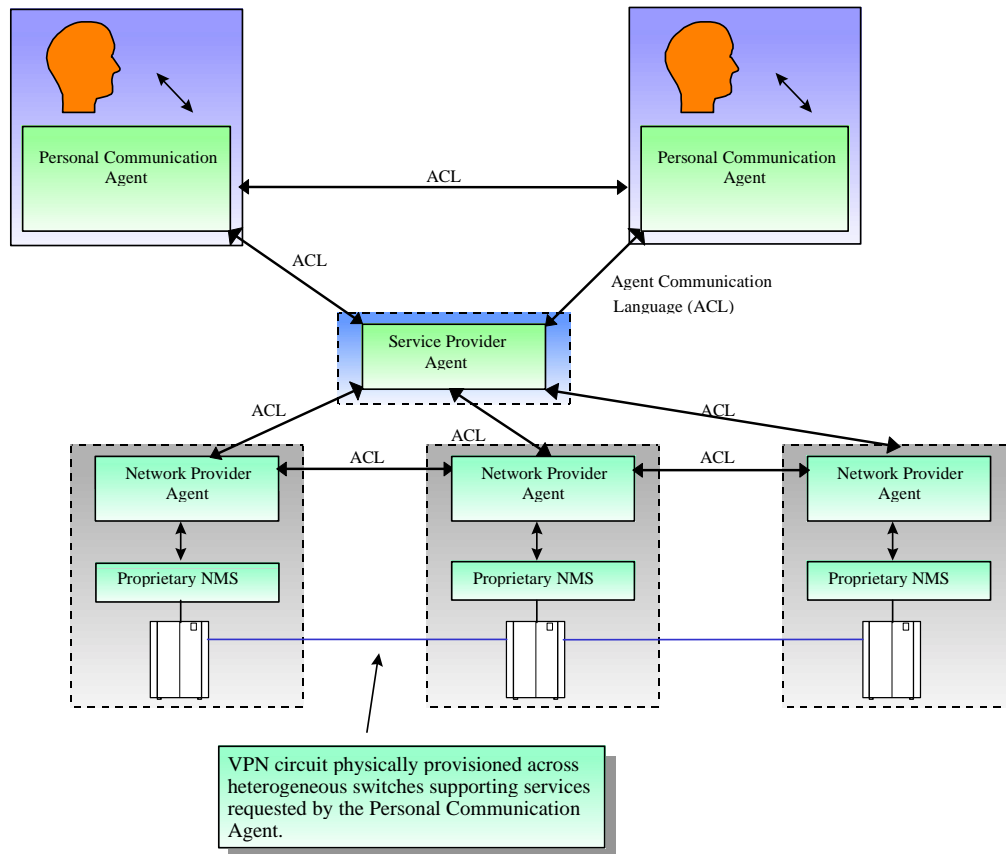 Personal Communication
Agent
Personal Communication
Agent
ACL
ACL
Agent Communication
Language (ACL)
Service Provider
Agent
ACL
ACL
ACL
Network Provider
Agent
ACL
Network Provider
Agent
ACL
Network Provider
Agent
Proprietary NMS
Proprietary NMS
Proprietary NMS
VPN circuit physically provisioned across
heterogeneous switches supporting services
requested by the Personal Communication
Agent.